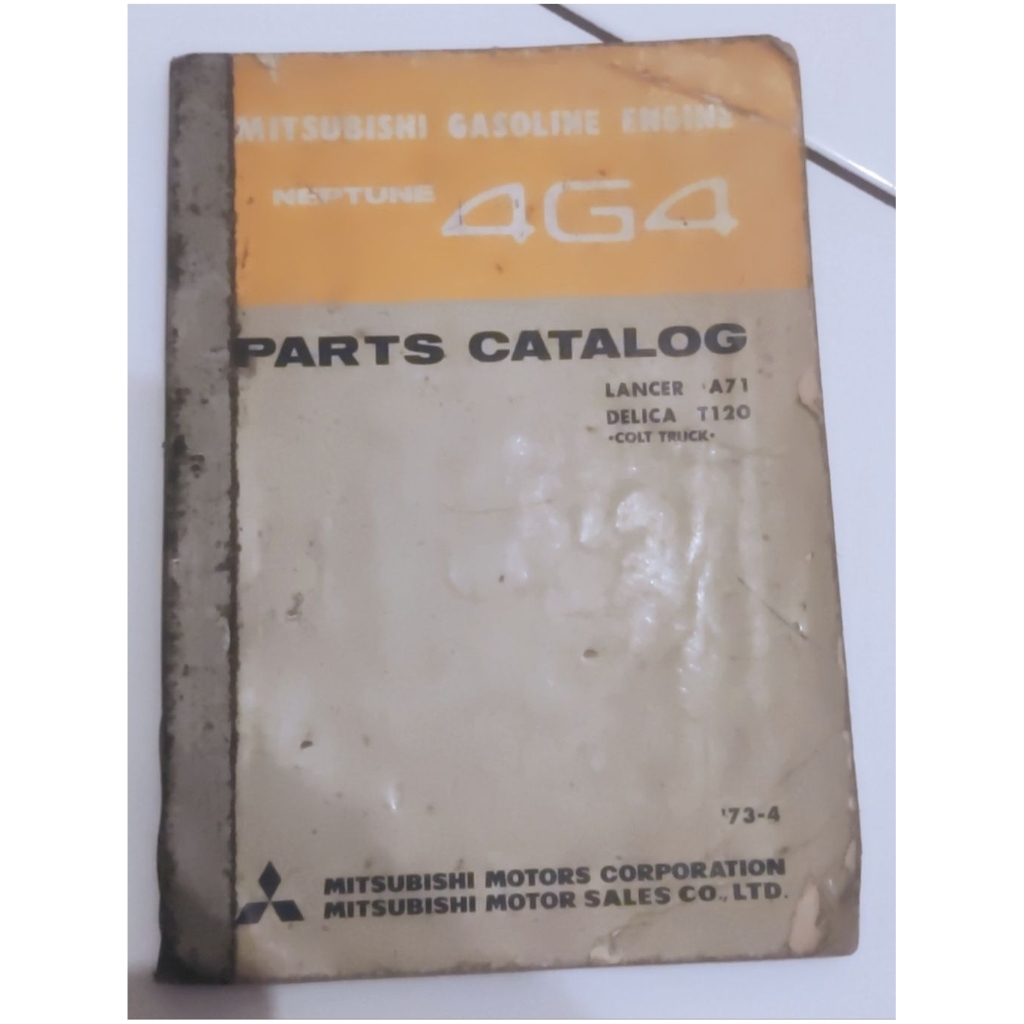 MITSUBISHI GASOLINE ENGINE
NEPTUNE 4G4
PARTS CATALOG
LANCER A71
DELICA T120
•COLT TRUCK•
'73-4
MITSUBISHI MOTORS CORPORATION
MITSUBISHI MOTOR SALES CO., LTD.